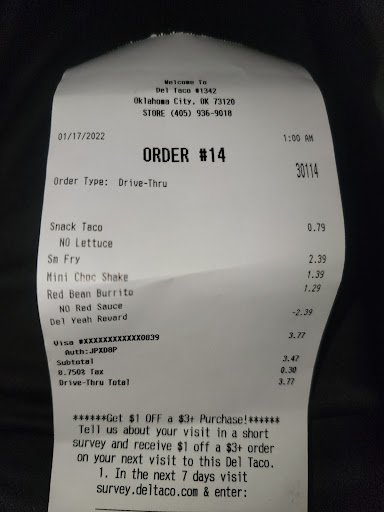 Welcome To
Del Taco #1342
Oklahoma City, OK 73120
STORE (405) 936-9018
01/17/2022 1:00 AM
ORDER #14
30114
Order Type: Drive-Thru
Snack Taco 0.79
NO Lettuce
Sm Fry 2.39
Mini Choc Shake 1.39
Red Bean Burrito 1.29
NO Red Sauce
Del Yeah Reward -2.39
Visa #XXXXXXXXXXXX0039 3.77
Auth:JPXD8P
Subtotal 3.47
8.750% Tax 0.30
Drive-Thru Total 3.77
******Get $1 OFF a $3+ Purchase!******
Tell us about your visit in a short
survey and receive $1 off a $3+ order
on your next visit to this Del Taco.
1. In the next 7 days visit
survey.deltaco.com & enter: